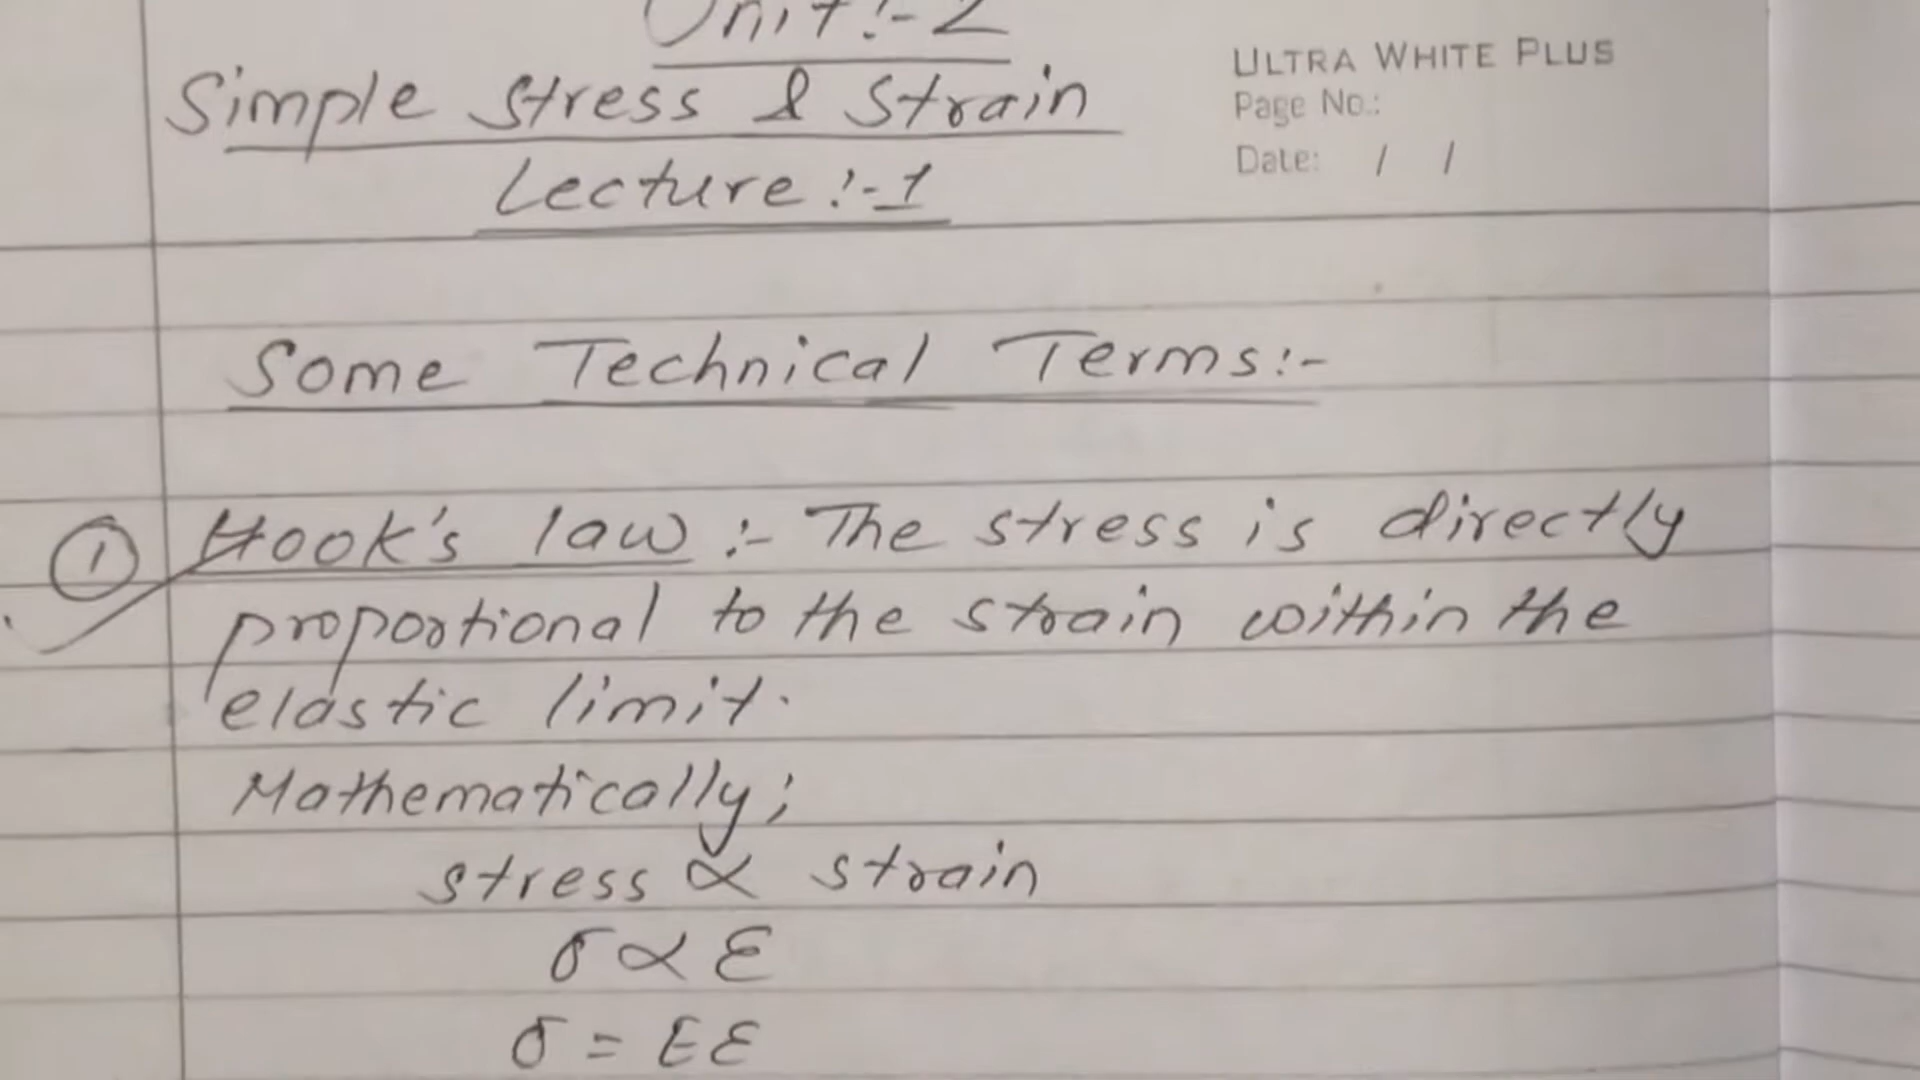 Unit:-2
Simple Stress & Strain
Lecture:-1
ULTRA WHITE PLUS
Page No.:
Date: / /
Some Technical Terms:-
① Hook's law :- The stress is directly
proportional to the strain within the
elastic limit.
Mathematically;
stress ∝ strain
σ ∝ ε
σ = Eε